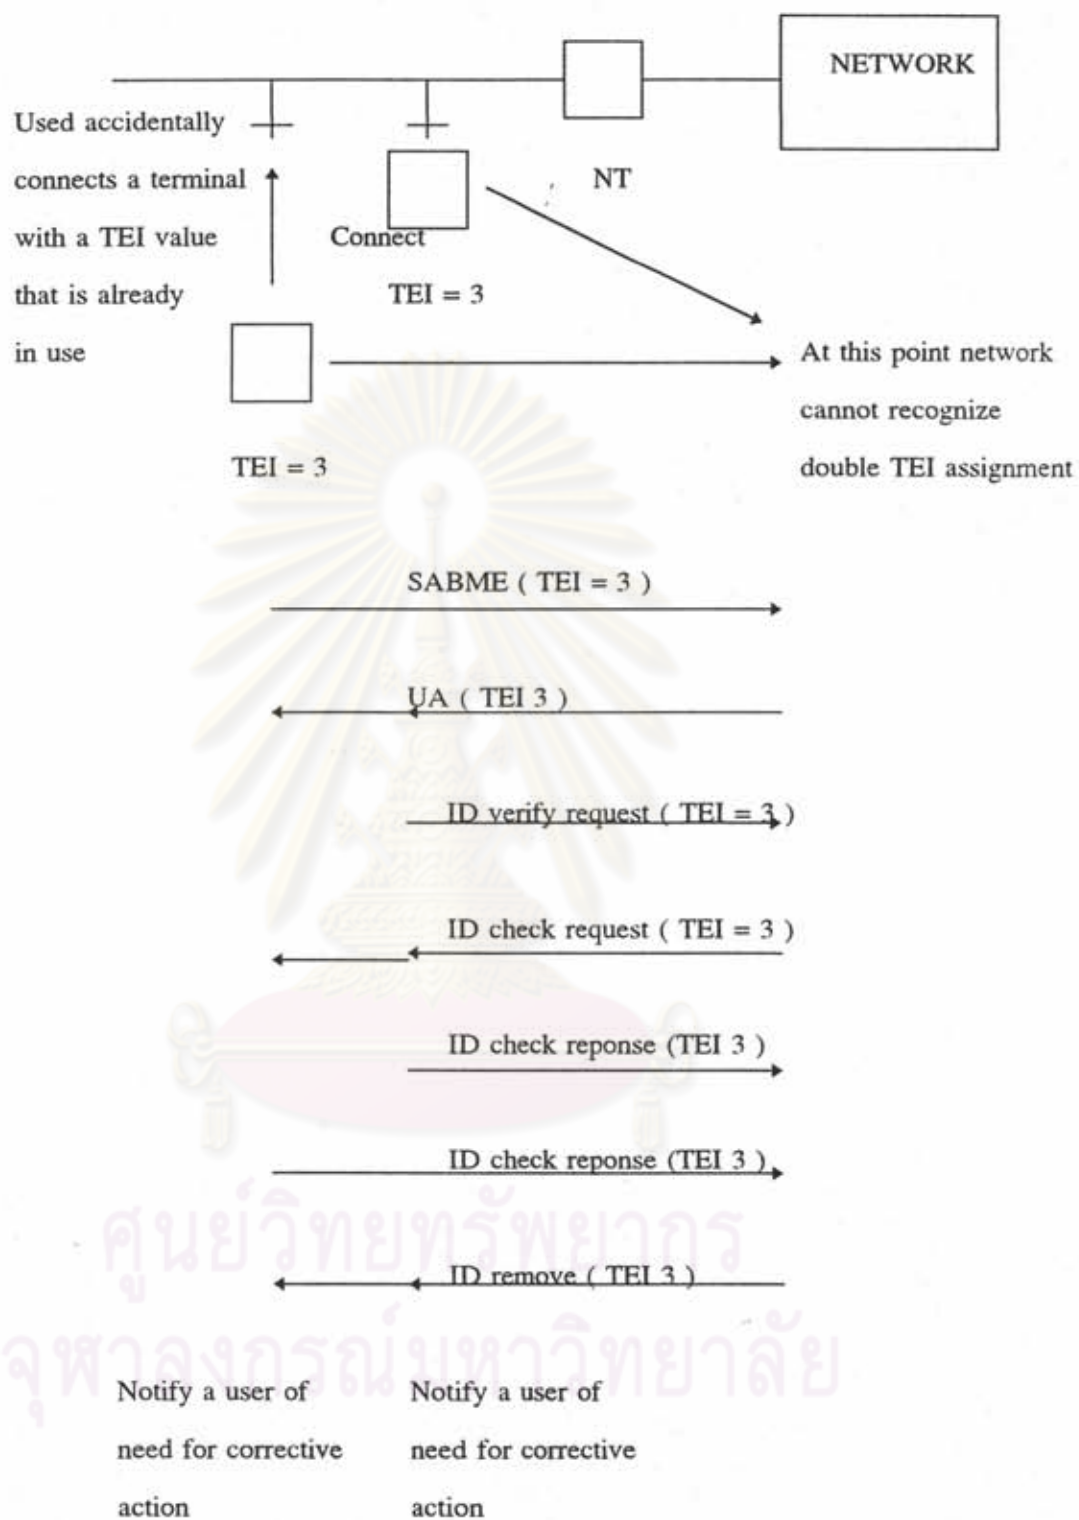 NETWORK
Used accidentally
connects a terminal
with a TEI value
that is already
in use
NT
Connect
TEI = 3
TEI = 3
At this point network
cannot recognize
double TEI assignment
SABME ( TEI = 3 )
UA ( TEI 3 )
ID verify request ( TEI = 3 )
ID check request ( TEI = 3 )
ID check reponse (TEI 3 )
ID check reponse (TEI 3 )
ID remove ( TEI 3 )
ศูนย์วิทยทรัพยากร
จุฬาลงกรณ์มหาวิทยาลัย
Notify a user of
need for corrective
action
Notify a user of
need for corrective
action